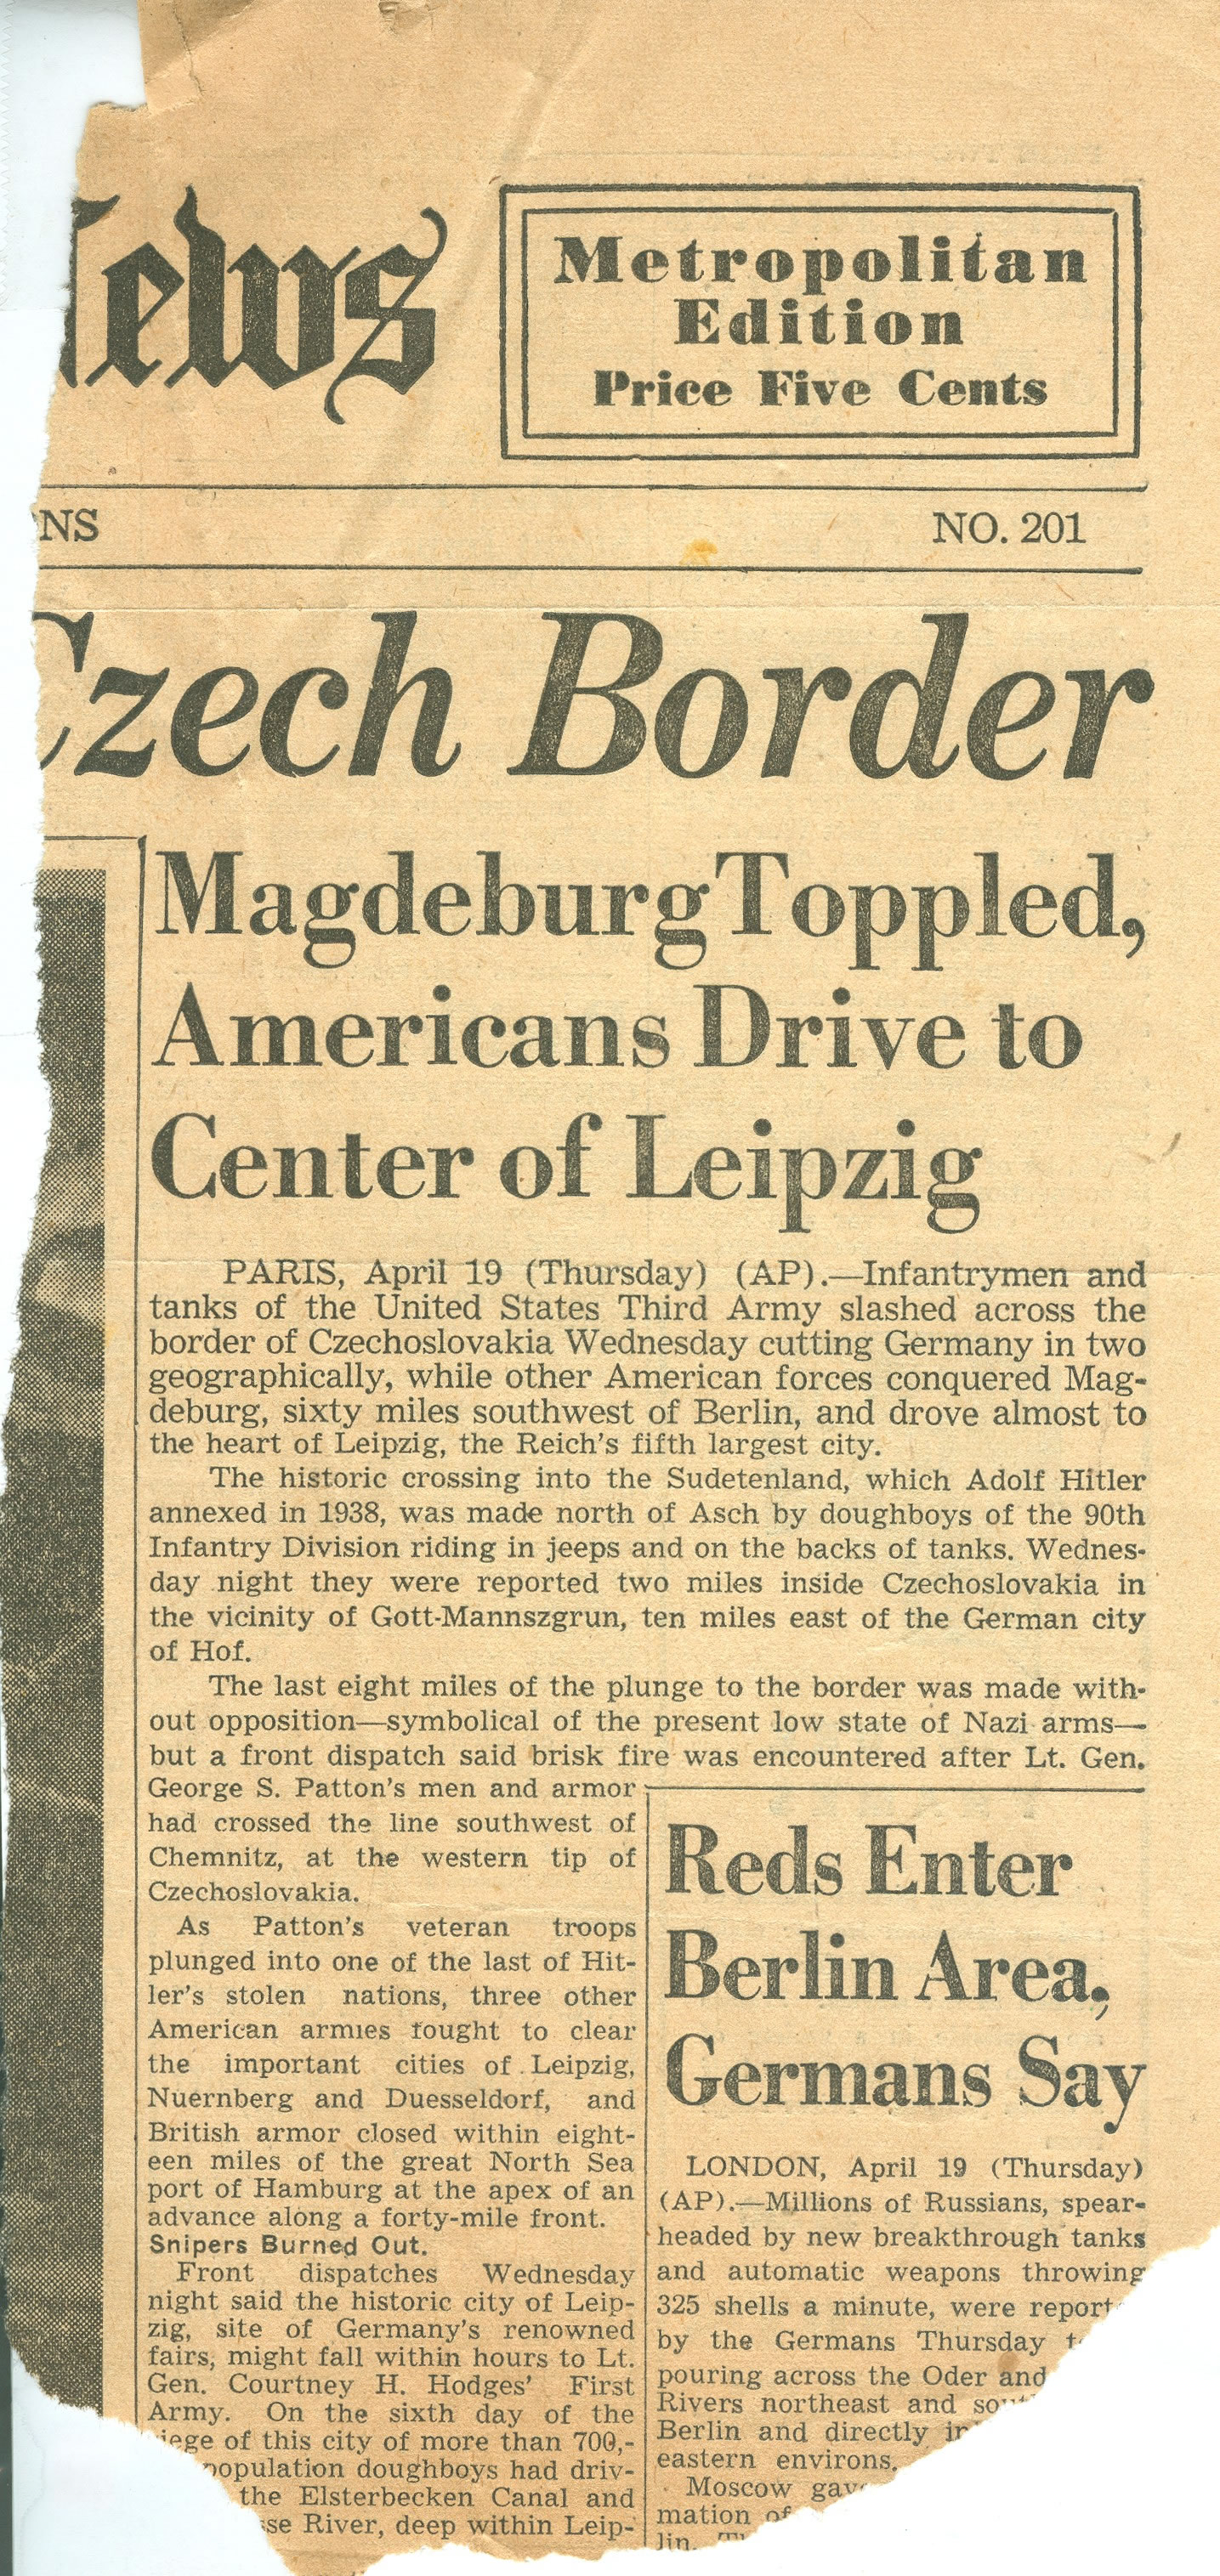 News
Metropolitan
Edition
Price Five Cents
NS
NO. 201
Czech Border
Magdeburg Toppled,
Americans Drive to
Center of Leipzig
PARIS, April 19 (Thursday) (AP).—Infantrymen and
tanks of the United States Third Army slashed across the
border of Czechoslovakia Wednesday cutting Germany in two
geographically, while other American forces conquered Mag-
deburg, sixty miles southwest of Berlin, and drove almost to
the heart of Leipzig, the Reich's fifth largest city.
The historic crossing into the Sudetenland, which Adolf Hitler
annexed in 1938, was made north of Asch by doughboys of the 90th
Infantry Division riding in jeeps and on the backs of tanks. Wednes-
day night they were reported two miles inside Czechoslovakia in
the vicinity of Gott-Mannszgrun, ten miles east of the German city
of Hof.
The last eight miles of the plunge to the border was made with-
out opposition—symbolical of the present low state of Nazi arms—
but a front dispatch said brisk fire was encountered after Lt. Gen.
George S. Patton's men and armor
had crossed the line southwest of
Chemnitz, at the western tip of
Czechoslovakia.
As Patton's veteran troops
plunged into one of the last of Hit-
ler's stolen nations, three other
American armies fought to clear
the important cities of Leipzig,
Nuernberg and Duesseldorf, and
British armor closed within eight-
een miles of the great North Sea
port of Hamburg at the apex of an
advance along a forty-mile front.
Snipers Burned Out.
Front dispatches Wednesday
night said the historic city of Leip-
zig, site of Germany's renowned
fairs, might fall within hours to Lt.
Gen. Courtney H. Hodges' First
Army. On the sixth day of the
iege of this city of more than 700,-
population doughboys had driv-
the Elsterbecken Canal and
sse River, deep within Leip-
Reds Enter
Berlin Area,
Germans Say
LONDON, April 19 (Thursday)
(AP).—Millions of Russians, spear-
headed by new breakthrough tanks
and automatic weapons throwing
325 shells a minute, were report
by the Germans Thursday t
pouring across the Oder and
Rivers northeast and sou
Berlin and directly in
eastern environs.
Moscow gav
mation of
lin.